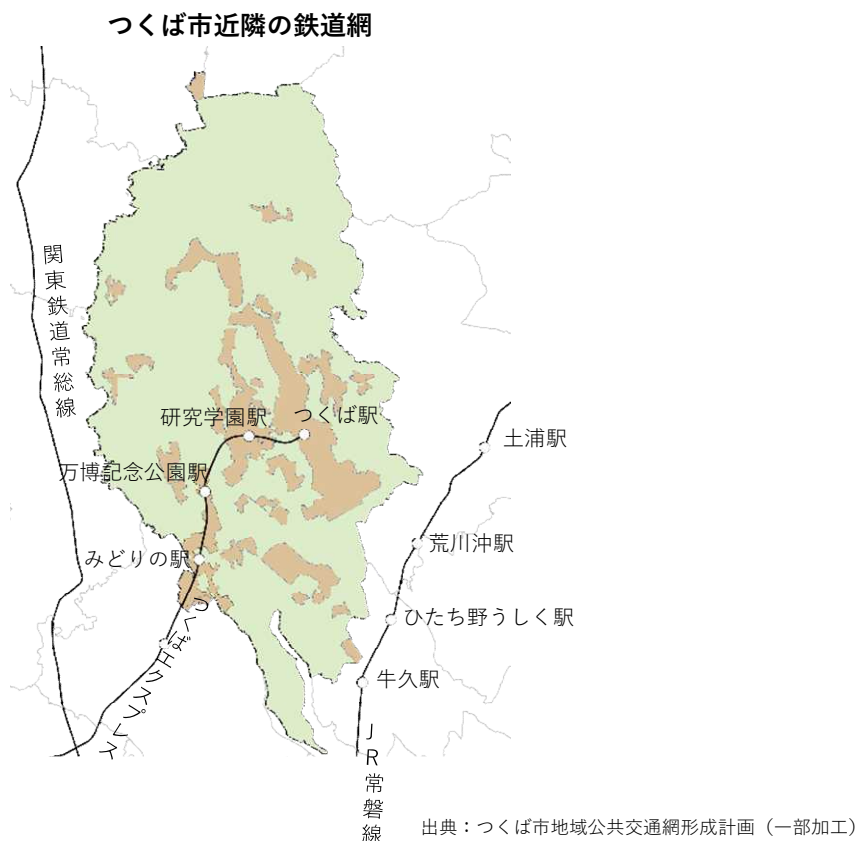 つくば市近隣の鉄道網
関東鉄道常総線
研究学園駅
つくば駅
土浦駅
万博記念公園駅
荒川沖駅
みどりの駅
ひたち野うしく駅
つくばエクスプレス
牛久駅
JR常磐線
出典：つくば市地域公共交通網形成計画（一部加工）